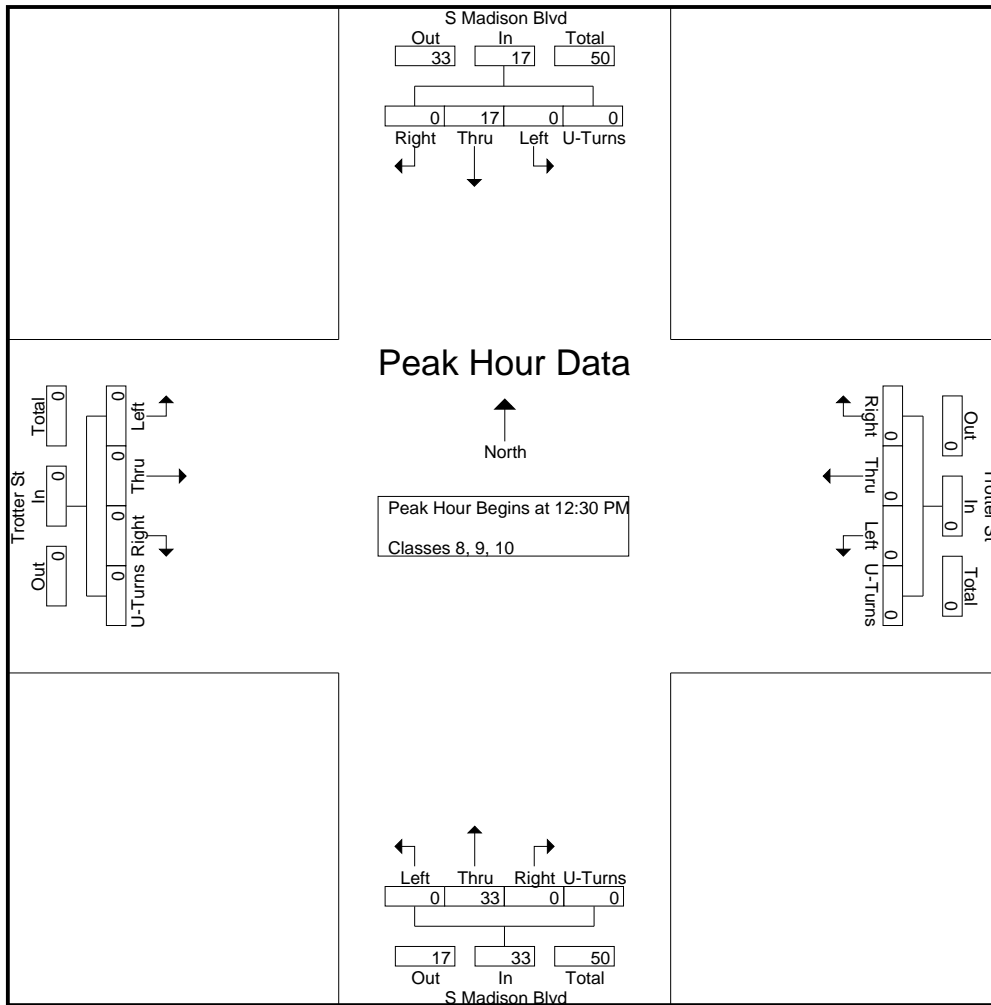 S Madison Blvd
Out In Total
33 17 50
0 17 0 0
Right Thru Left U-Turns
Peak Hour Data
North
Peak Hour Begins at 12:30 PM
Classes 8, 9, 10
Trotter St
Total In Out
0 0 0
0 0 0 0
Left Thru Right U-Turns
Right Thru Left U-Turns
0 0 0 0
0 0 0
Out In Total
Trotter St
Left Thru Right U-Turns
0 33 0 0
17 33 50
Out In Total
S Madison Blvd